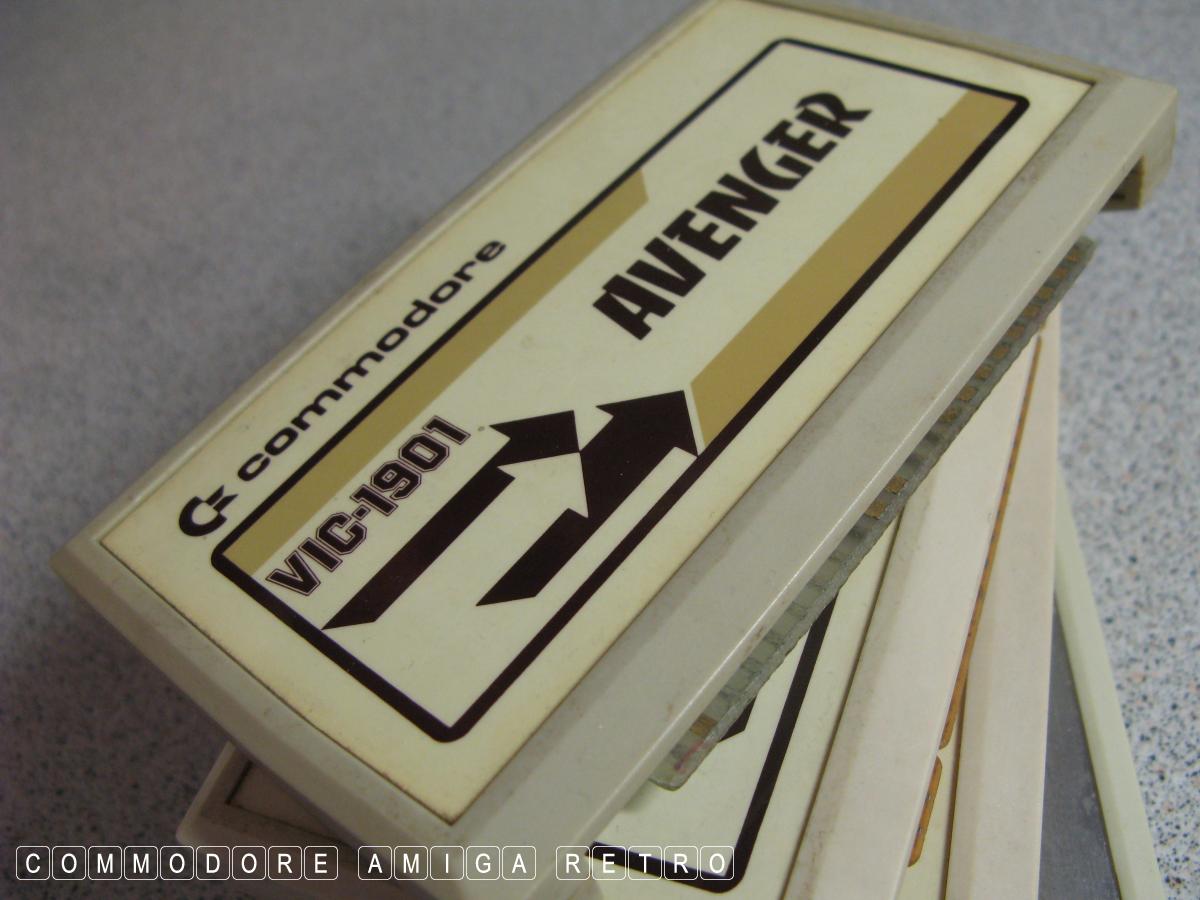 commodore
VIC-1901
AVENGER
COMMODORE AMIGA RETRO